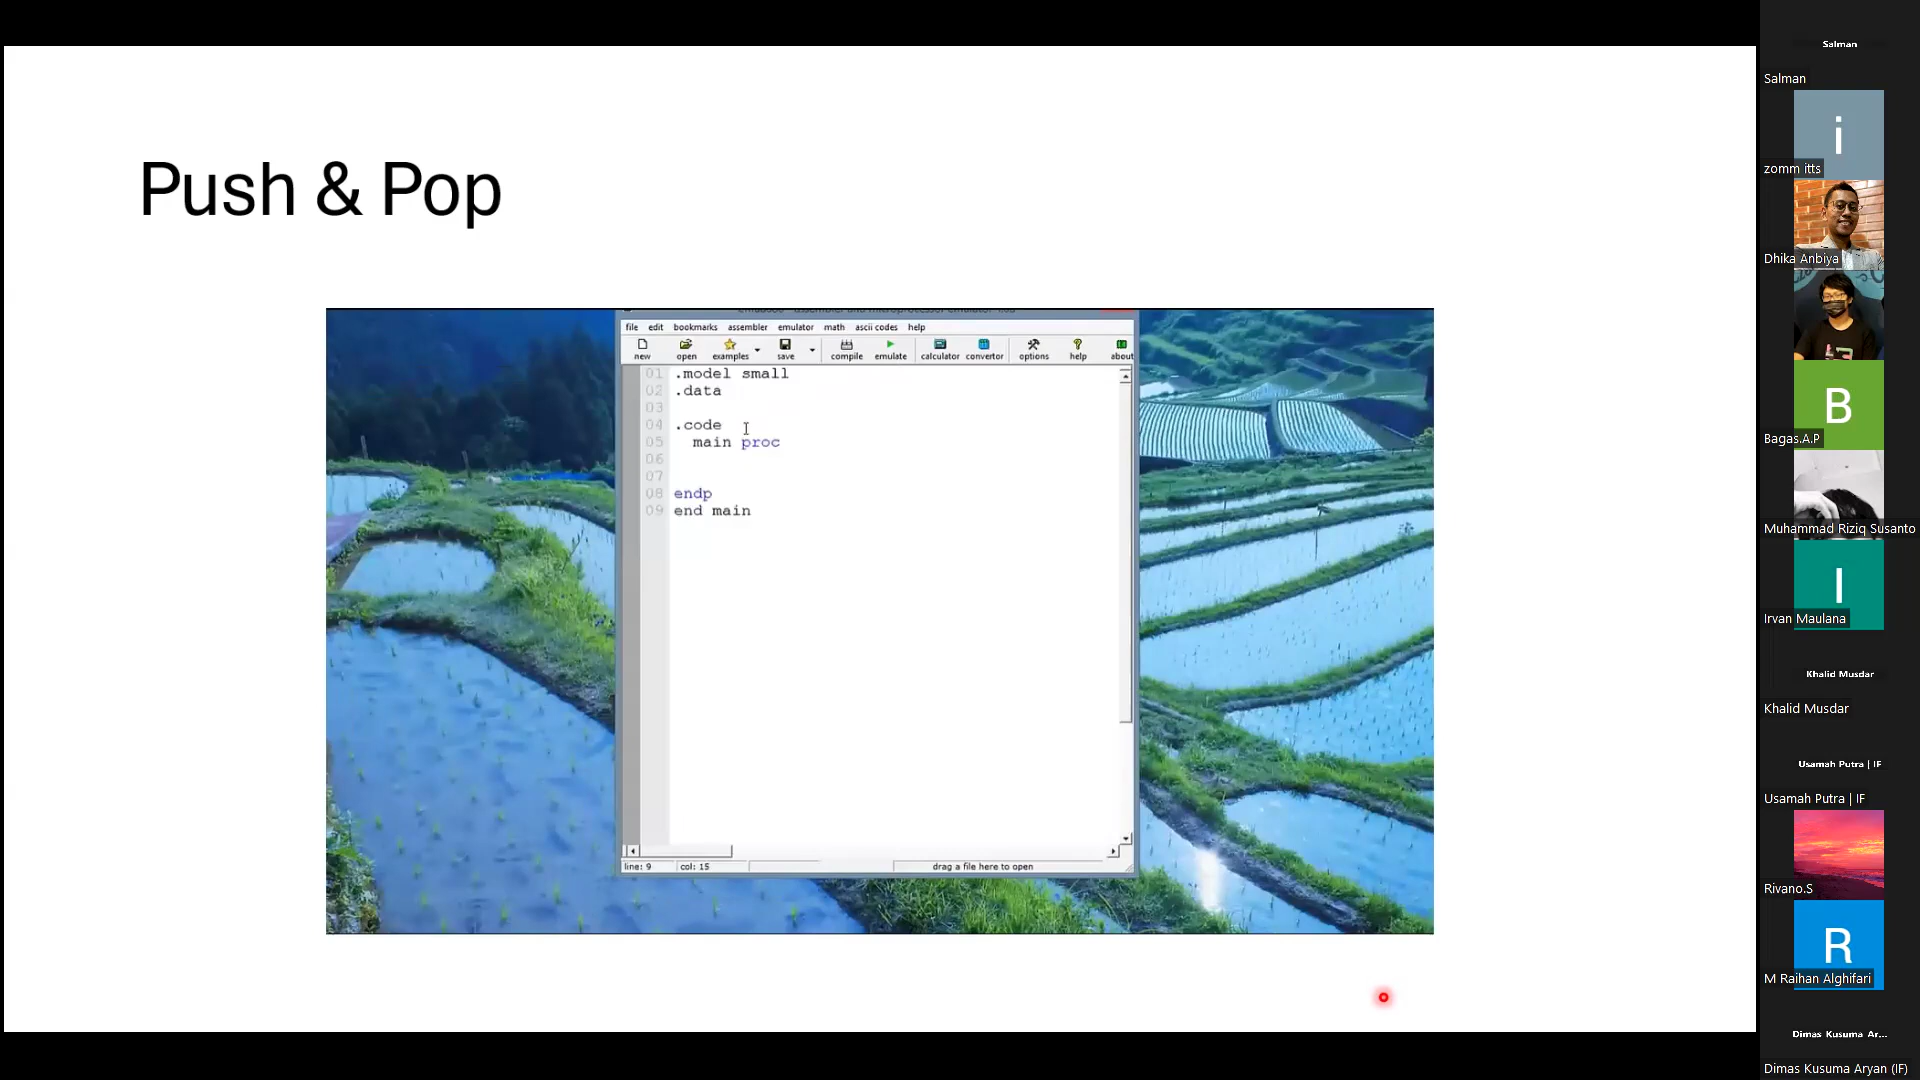 Push & Pop
file edit bookmarks assembler emulator math ascii codes help
new open examples save compile emulate calculator convertor options help about
01 .model small
02 .data
03
04 .code
05 main proc
06
07
08 endp
09 end main
line: 9 col: 15 drag a file here to open
Salman
Salman
i
zomm itts
Dhika Anbiya
B
Bagas.A.P
Muhammad Riziq Susanto
I
Irvan Maulana
Khalid Musdar
Khalid Musdar
Usamah Putra | IF
Usamah Putra | IF
Rivano.S
R
M Raihan Alghifari
Dimas Kusuma Ar...
Dimas Kusuma Aryan (IF)